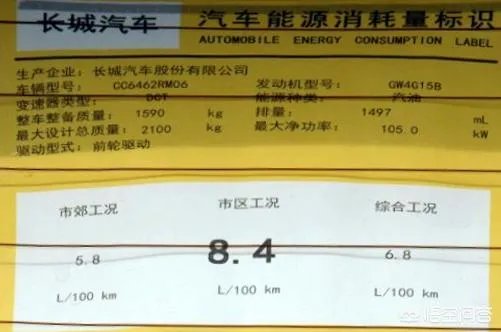 长城汽车 汽车能源消耗量标识
AUTOMOBILE ENERGY CONSUMPTION LABEL
生产企业：长城汽车股份有限公司
车辆型号：CC6462RM06 发动机型号：GW4G15B
变速器类型：DCT 能源种类：汽油
整车整备质量：1590 kg 排量：1497 mL
最大设计总质量：2100 kg 最大净功率：105.0 kW
驱动型式：前轮驱动
市郊工况 市区工况 综合工况
5.8 8.4 6.8
L/100 km L/100 km L/100 km
悟空问答